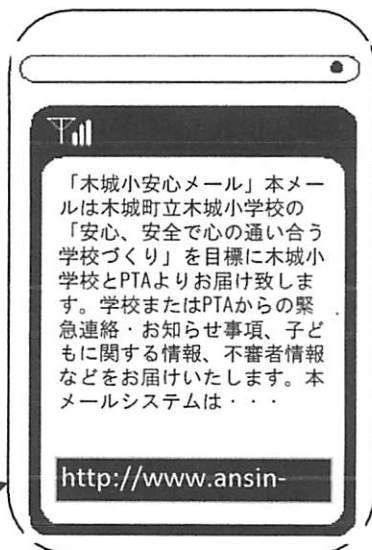 「木城小安心メール」本メー
ルは木城町立木城小学校の
「安心、安全で心の通い合う
学校づくり」を目標に木城小
学校とPTAよりお届け致しま
す。学校またはPTAからの緊
急連絡・お知らせ事項、子ど
もに関する情報、不審者情報
などをお届けいたします。本
メールシステムは・・・
http://www.ansin-